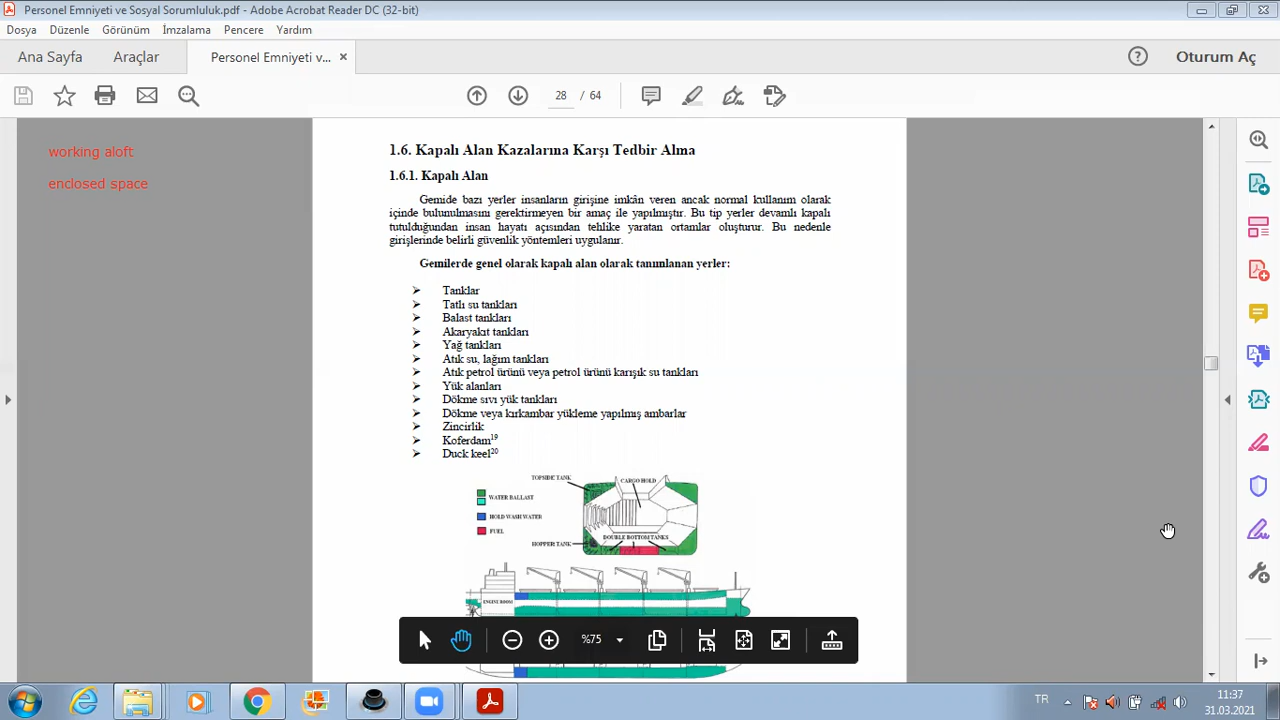 Personel Emniyeti ve Sosyal Sorumluluk.pdf - Adobe Acrobat Reader DC (32-bit)
Dosya Düzenle Görünüm İmzalama Pencere Yardım
Ana Sayfa Araçlar Personel Emniyeti v... × Oturum Aç
28 / 64
working aloft
enclosed space
1.6. Kapalı Alan Kazalarına Karşı Tedbir Alma
1.6.1. Kapalı Alan
Gemide bazı yerler insanların girişine imkân veren ancak normal kullanım olarak
içinde bulunulmasını gerektirmeyen bir amaç ile yapılmıştır. Bu tip yerler devamlı kapalı
tutulduğundan insan hayatı açısından tehlike yaratan ortamlar oluşturur. Bu nedenle
girişlerinde belirli güvenlik yöntemleri uygulanır.
Gemilerde genel olarak kapalı alan olarak tanımlanan yerler:
Tanklar
Tatlı su tankları
Balast tankları
Akaryakıt tankları
Yağ tankları
Atık su, lağım tankları
Atık petrol ürünü veya petrol ürünü karışık su tankları
Yük alanları
Dökme sıvı yük tankları
Dökme veya kırkambar yükleme yapılmış ambarlar
Zincirlik
Koferdam19
Duck keel20
TOPSIDE TANK
CARGO HOLD
WATER BALLAST
HOLD WASH WATER
FUEL
DOUBLE BOTTOM TANKS
HOPPER TANK
ENGINE ROOM
%75
TR
11:37
31.03.2021